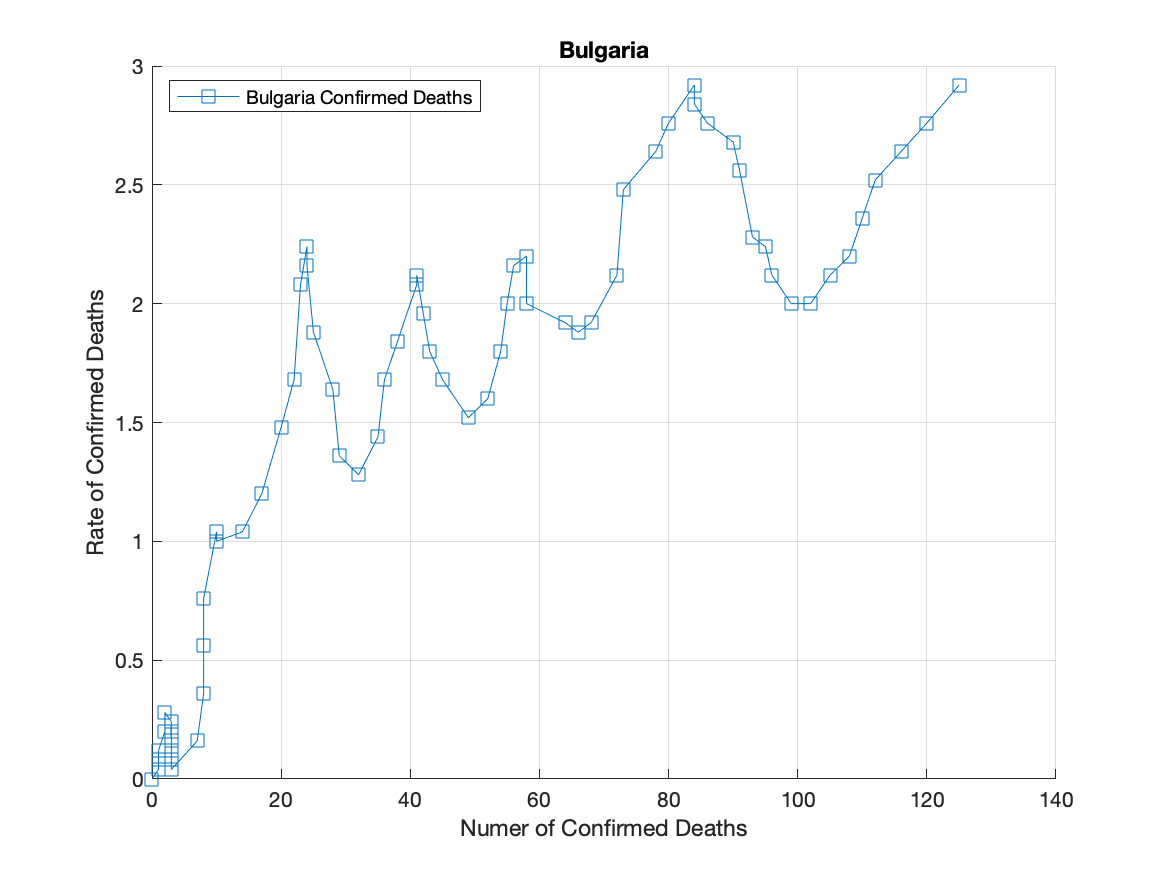 Bulgaria
Bulgaria Confirmed Deaths
3
2.5
2
1.5
1
0.5
0
Rate of Confirmed Deaths
0 20 40 60 80 100 120 140
Numer of Confirmed Deaths